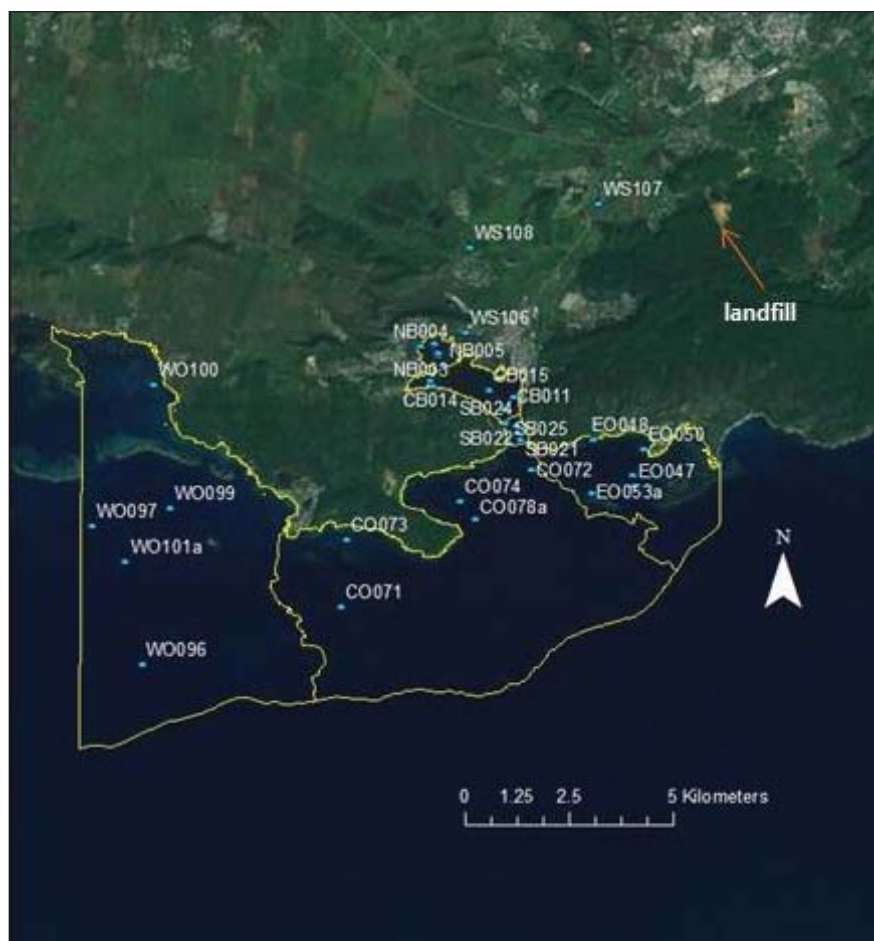 WS107
WS108
landfill
WS106
NB004
NB005
NB003
CB015
WO100
CB014
CB011
SB024
SB025
EO048
SB022
SB021
EO050
CO072
EO047
CO074
EO053a
WO099
CO078a
WO097
CO073
N
WO101a
CO071
WO096
0 1.25 2.5 5 Kilometers